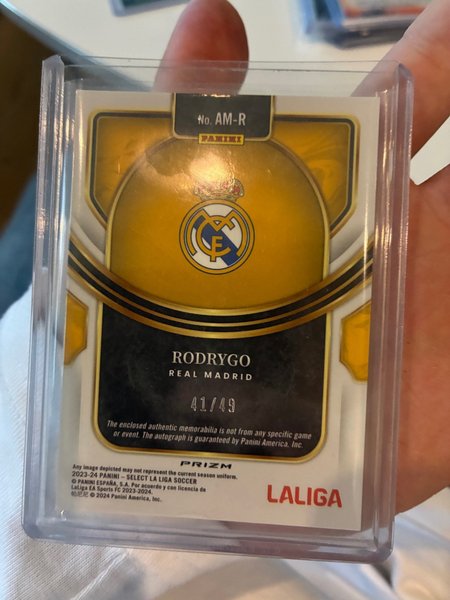 No. AM-R
PANINI
RODRYGO
REAL MADRID
41/49
The enclosed authentic memorabilia is not from any specific game
or event. The autograph is guaranteed by Panini America, Inc.
PRIZM
Any image depicted may not represent the current season uniform.
2023-24 PANINI – SELECT LA LIGA SOCCER
© PANINI ESPAÑA, S.A. Por acuerdo y con licencia de
LaLiga EA Sports FC 2023-2024.
帕尼尼 © 2024 Panini America, Inc.
LALIGA